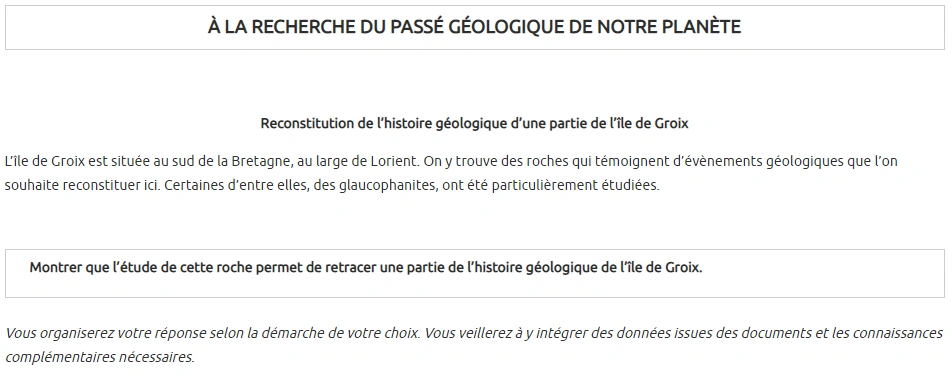 À LA RECHERCHE DU PASSÉ GÉOLOGIQUE DE NOTRE PLANÈTE
Reconstitution de l’histoire géologique d’une partie de l’île de Groix
L’île de Groix est située au sud de la Bretagne, au large de Lorient. On y trouve des roches qui témoignent d’évènements géologiques que l’on
souhaite reconstituer ici. Certaines d’entre elles, des glaucophanites, ont été particulièrement étudiées.
Montrer que l’étude de cette roche permet de retracer une partie de l’histoire géologique de l’île de Groix.
Vous organiserez votre réponse selon la démarche de votre choix. Vous veillerez à y intégrer des données issues des documents et les connaissances
complémentaires nécessaires.